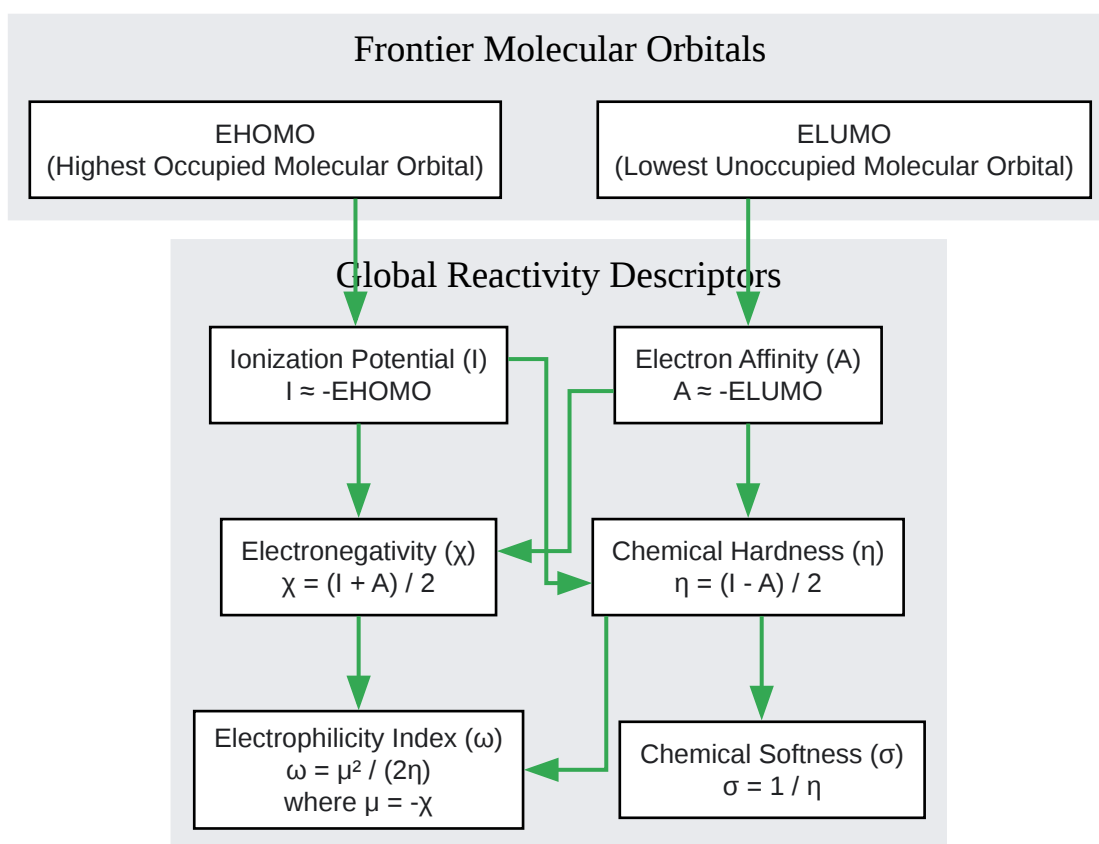 Frontier Molecular Orbitals
EHOMO
(Highest Occupied Molecular Orbital)
ELUMO
(Lowest Unoccupied Molecular Orbital)
Global Reactivity Descriptors
Ionization Potential (I)
I ≈ -EHOMO
Electron Affinity (A)
A ≈ -ELUMO
Electronegativity (χ)
χ = (I + A) / 2
Chemical Hardness (η)
η = (I - A) / 2
Electrophilicity Index (ω)
ω = μ² / (2η)
where μ = -χ
Chemical Softness (σ)
σ = 1 / η